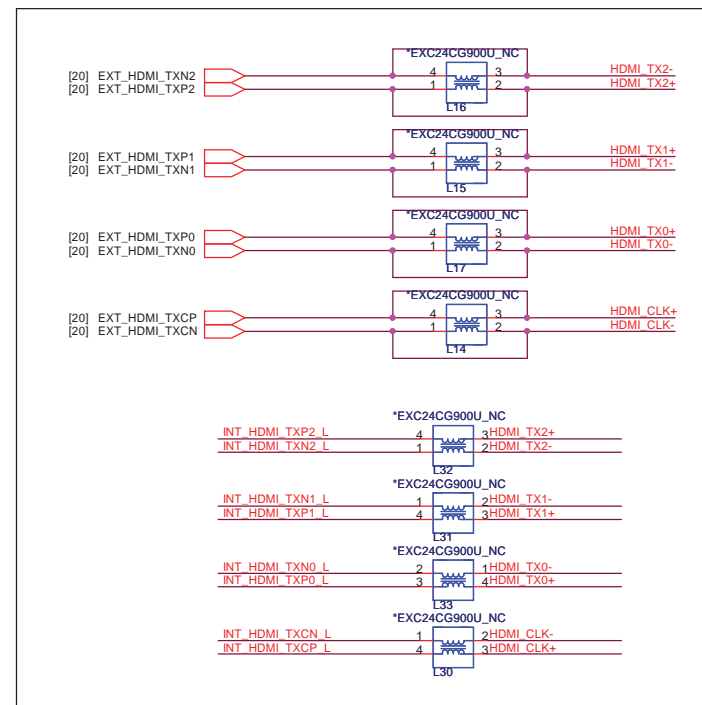 *EXC24CG900U_NC
[20] EXT_HDMI_TXN2 4 3 HDMI_TX2-
[20] EXT_HDMI_TXP2 1 2 HDMI_TX2+
L16
*EXC24CG900U_NC
[20] EXT_HDMI_TXP1 4 3 HDMI_TX1+
[20] EXT_HDMI_TXN1 1 2 HDMI_TX1-
L15
*EXC24CG900U_NC
[20] EXT_HDMI_TXP0 4 3 HDMI_TX0+
[20] EXT_HDMI_TXN0 1 2 HDMI_TX0-
L17
*EXC24CG900U_NC
[20] EXT_HDMI_TXCP 4 3 HDMI_CLK+
[20] EXT_HDMI_TXCN 1 2 HDMI_CLK-
L14
*EXC24CG900U_NC
INT_HDMI_TXP2_L 4 3 HDMI_TX2+
INT_HDMI_TXN2_L 1 2 HDMI_TX2-
L32
*EXC24CG900U_NC
INT_HDMI_TXN1_L 1 2 HDMI_TX1-
INT_HDMI_TXP1_L 4 3 HDMI_TX1+
L31
*EXC24CG900U_NC
INT_HDMI_TXN0_L 2 1 HDMI_TX0-
INT_HDMI_TXP0_L 3 4 HDMI_TX0+
L33
*EXC24CG900U_NC
INT_HDMI_TXCN_L 1 2 HDMI_CLK-
INT_HDMI_TXCP_L 4 3 HDMI_CLK+
L30